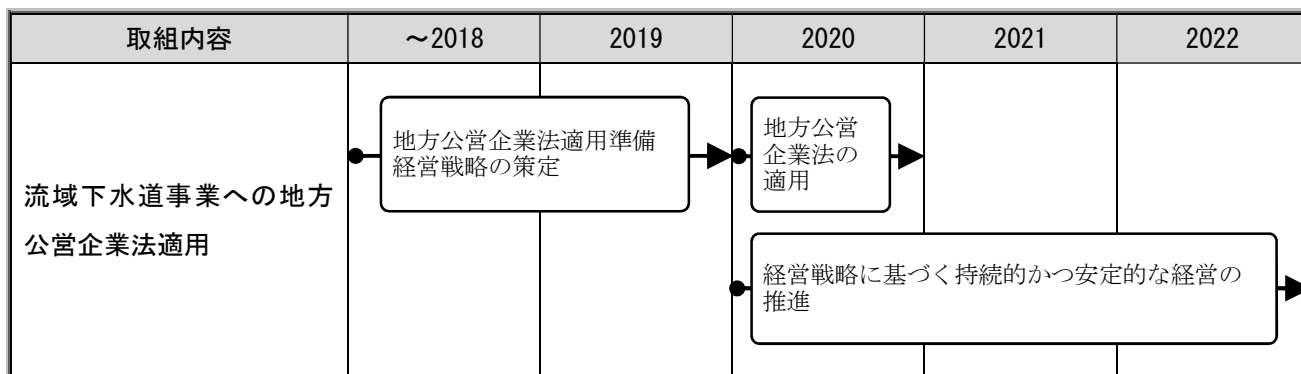 取組内容
～2018
2019
2020
2021
2022
流域下水道事業への地方
公営企業法適用
地方公営企業法適用準備
経営戦略の策定
地方公営
企業法の
適用
経営戦略に基づく持続的かつ安定的な経営の
推進